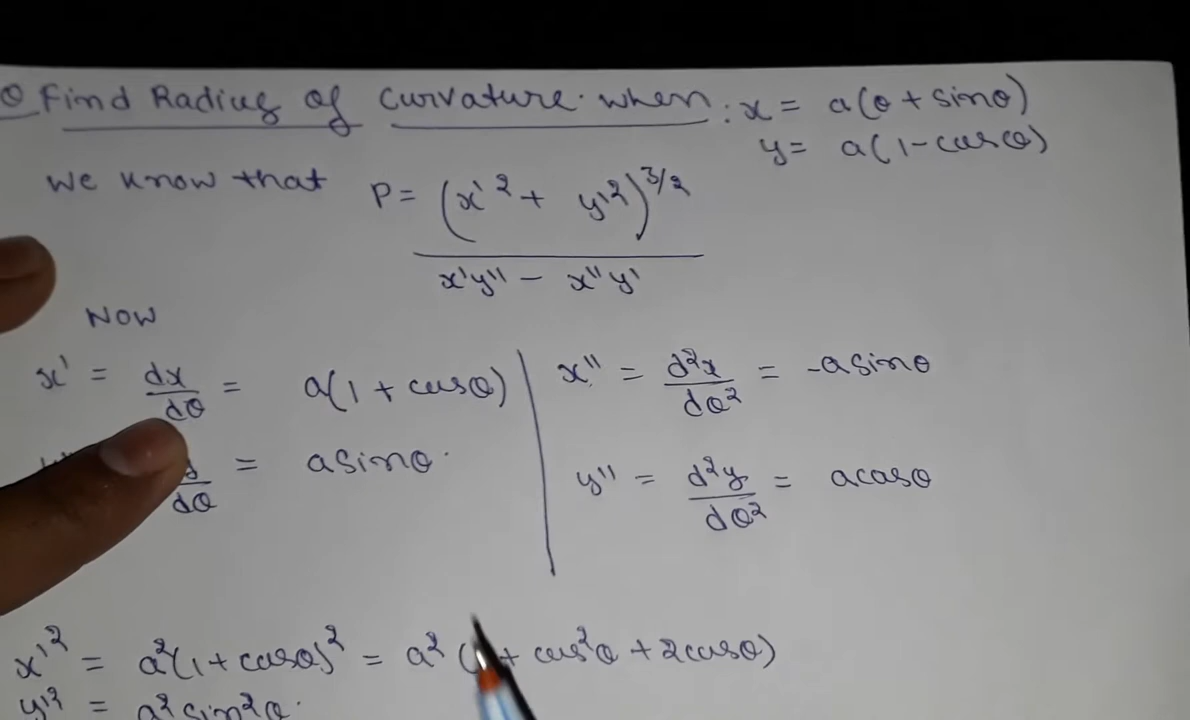 Q Find Radius of curvature when : x = a(θ + sinθ)
y = a(1 - cosθ)
We know that P = (x'² + y'²)^3/2
x'y" - x"y'
NOW
x' = dx/dθ = a(1 + cosθ)
x" = d²x/dθ² = -asinθ
dθ = asinθ
y" = d²y/dθ² = acosθ
x'² = a²(1 + cosθ)² = a²( + cos²θ + 2cosθ)
y'² = a²sin²θ